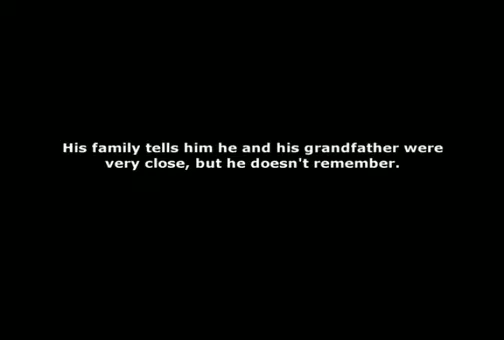 His family tells him he and his grandfather were
very close, but he doesn't remember.